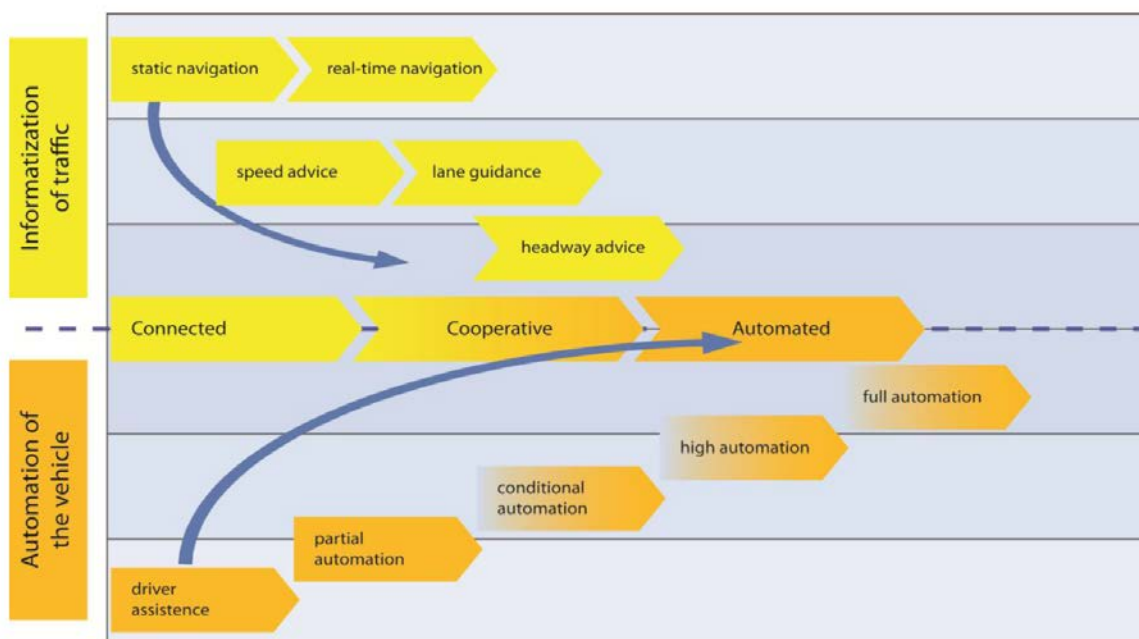 Informatization
of traffic
static navigation
real-time navigation
speed advice
lane guidance
headway advice
Connected
Cooperative
Automated
Automation of
the vehicle
full automation
high automation
conditional
automation
partial
automation
driver
assistence